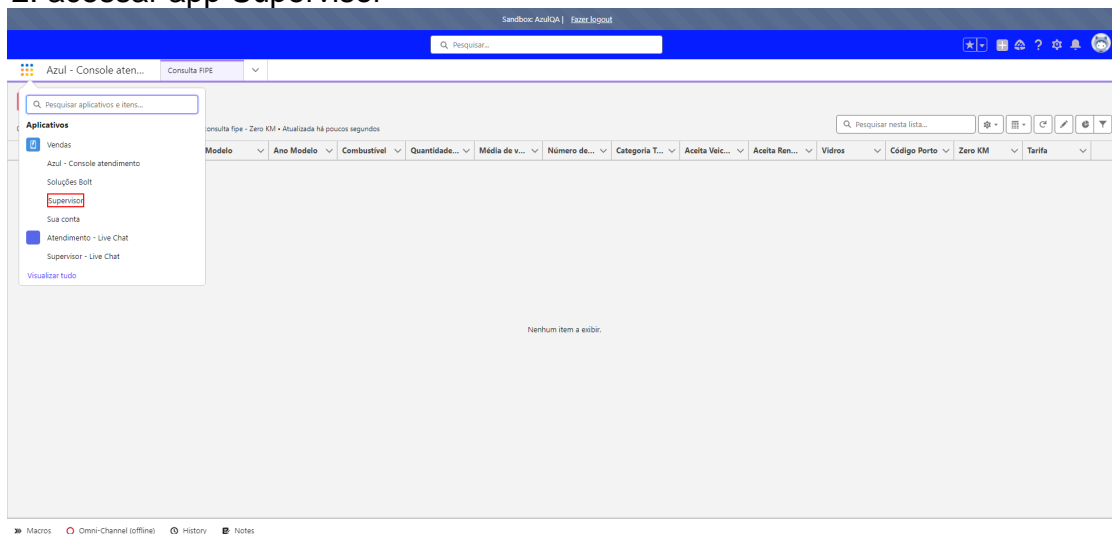 2. acessar app Supervisor
Sandbox: AzulQA | Fazer logout
Pesquisar...
Azul - Console aten...
Consulta FIPE
Pesquisar aplicativos e itens...
Aplicativos
Vendas
Azul - Console atendimento
Soluções Bolt
Supervisor
Sua conta
Atendimento - Live Chat
Supervisor - Live Chat
Visualizar tudo
consulta fipe - Zero KM • Atualizada há poucos segundos
Pesquisar nesta lista...
Modelo
Ano Modelo
Combustível
Quantidade...
Média de v...
Número de...
Categoria T...
Aceita Veic...
Aceita Ren...
Vidros
Código Porto
Zero KM
Tarifa
Nenhum item a exibir.
Macros
Omni-Channel (offline)
History
Notes